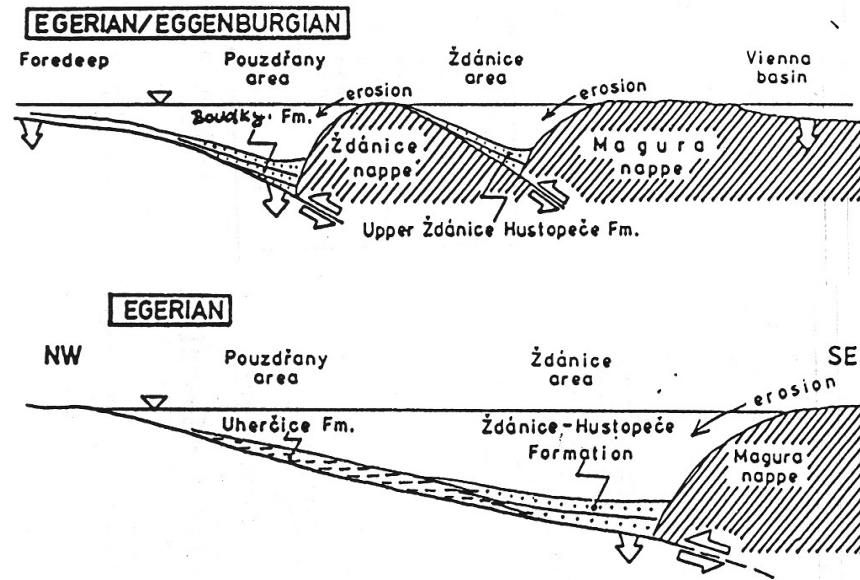 EGERIAN/EGGENBURGIAN
Foredeep
Pouzdřany
area
Ždánice
area
Vienna
basin
erosion
erosion
Boudky. Fm.
Ždánice
nappe
Magura
nappe
Upper Ždánice Hustopeče Fm.
EGERIAN
NW
SE
Pouzdřany
area
Ždánice
area
erosion
Uherčice Fm.
Ždánice-Hustopeče
Formation
Magura
nappe